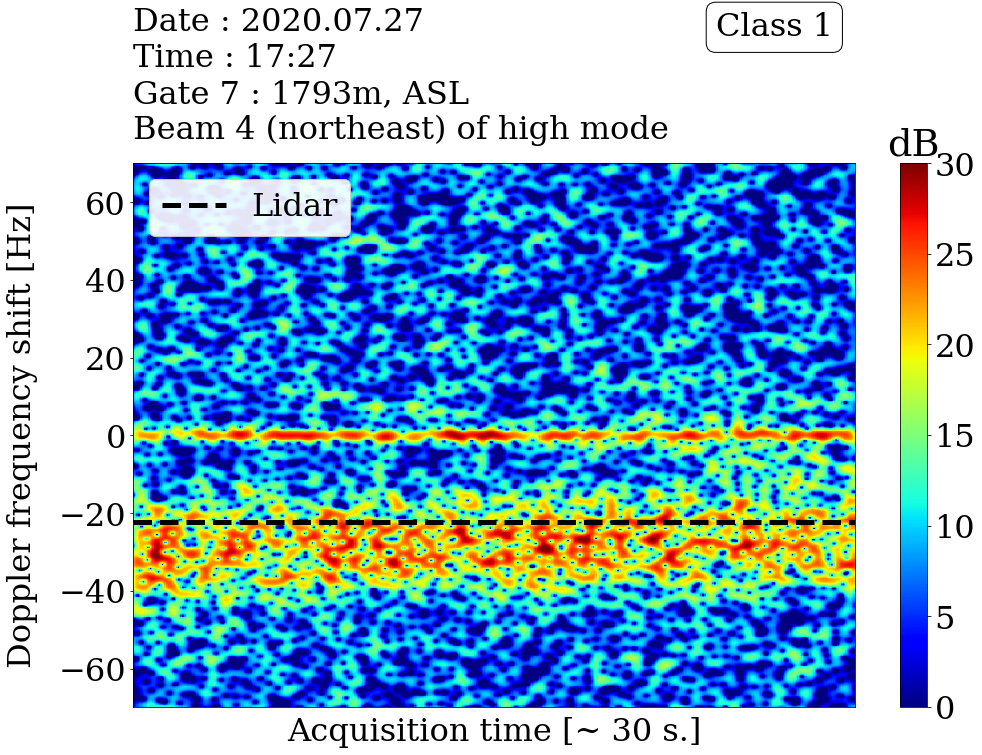 Date : 2020.07.27
Time : 17:27
Gate 7 : 1793m, ASL
Beam 4 (northeast) of high mode
Class 1
dB
Lidar
Doppler frequency shift [Hz]
60
40
20
0
−20
−40
−60
30
25
20
15
10
5
0
Acquisition time [~ 30 s.]